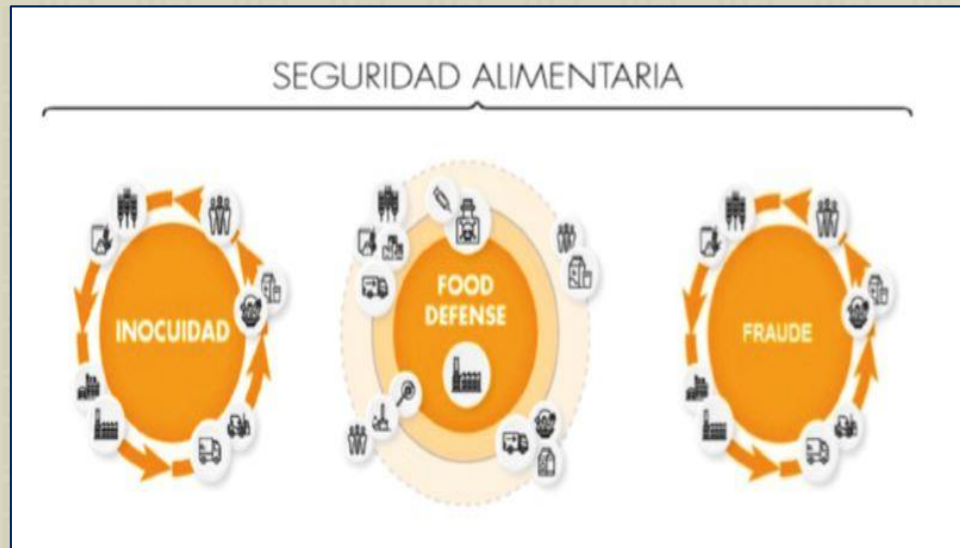 SEGURIDAD ALIMENTARIA
INOCUIDAD
FOOD
DEFENSE
FRAUDE